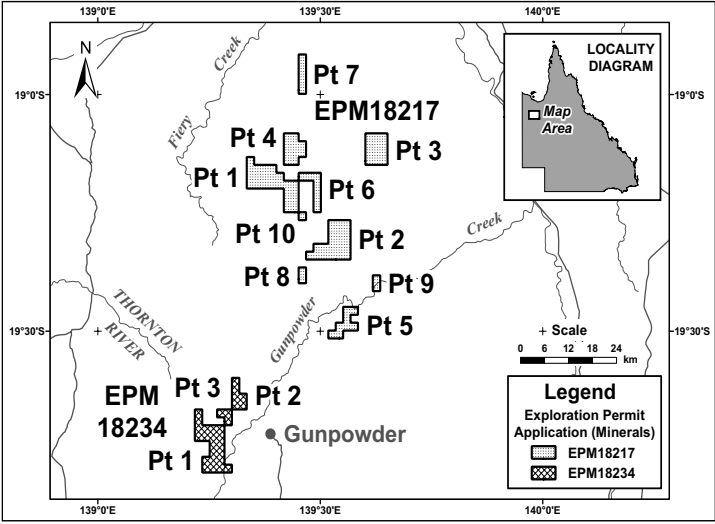 139°0'E
139°30'E
140°0'E
N
Creek
Fiery
Pt 7
EPM18217
19°0'S
19°0'S
LOCALITY
DIAGRAM
Map
Area
Pt 4
Pt 3
Pt 1
Pt 6
Pt 10
Pt 2
Creek
Pt 8
Pt 9
THORNTON
RIVER
Gunpowder
Pt 5
19°30'S
19°30'S
Scale
0 6 12 18 24
km
EPM
18234
Pt 3
Pt 2
Pt 1
Gunpowder
Legend
Exploration Permit
Application (Minerals)
EPM18217
EPM18234
139°0'E
139°30'E
140°0'E